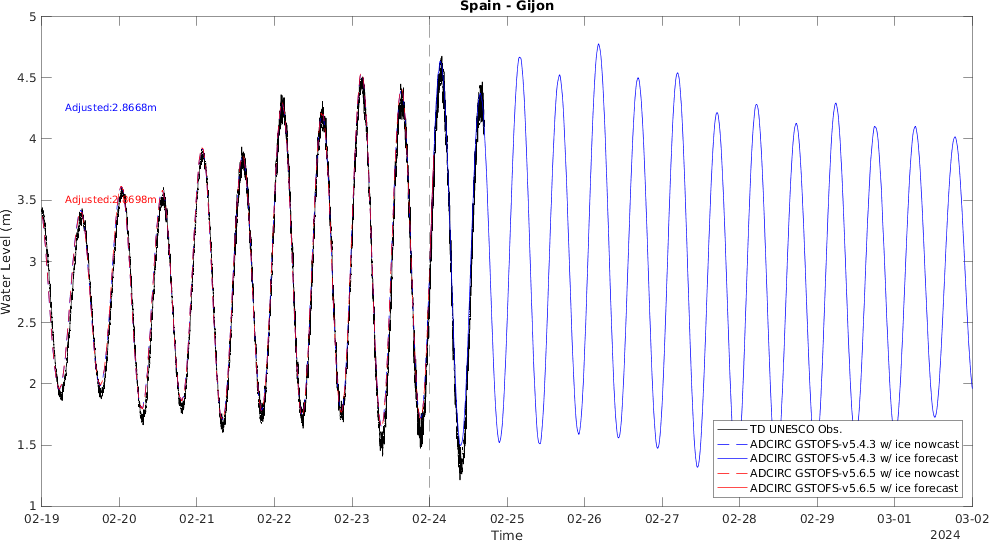 Spain - Gijon
5
4.5
4
3.5
3
2.5
2
1.5
1
Water Level (m)
Adjusted:2.8668m
Adjusted:2.8698m
TD UNESCO Obs.
ADCIRC GSTOFS-v5.4.3 w/ ice nowcast
ADCIRC GSTOFS-v5.4.3 w/ ice forecast
ADCIRC GSTOFS-v5.6.5 w/ ice nowcast
ADCIRC GSTOFS-v5.6.5 w/ ice forecast
02-19 02-20 02-21 02-22 02-23 02-24 02-25 02-26 02-27 02-28 02-29 03-01 03-02
Time
2024